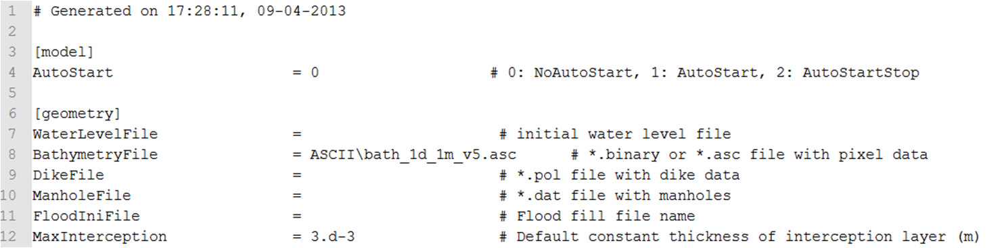 1 # Generated on 17:28:11, 09-04-2013
2
3 [model]
4 AutoStart = 0 # 0: NoAutoStart, 1: AutoStart, 2: AutoStartStop
5
6 [geometry]
7 WaterLevelFile = # initial water level file
8 BathymetryFile = ASCII\bath_1d_1m_v5.asc # *.binary or *.asc file with pixel data
9 DikeFile = # *.pol file with dike data
10 ManholeFile = # *.dat file with manholes
11 FloodIniFile = # Flood fill file name
12 MaxInterception = 3.d-3 # Default constant thickness of interception layer (m)